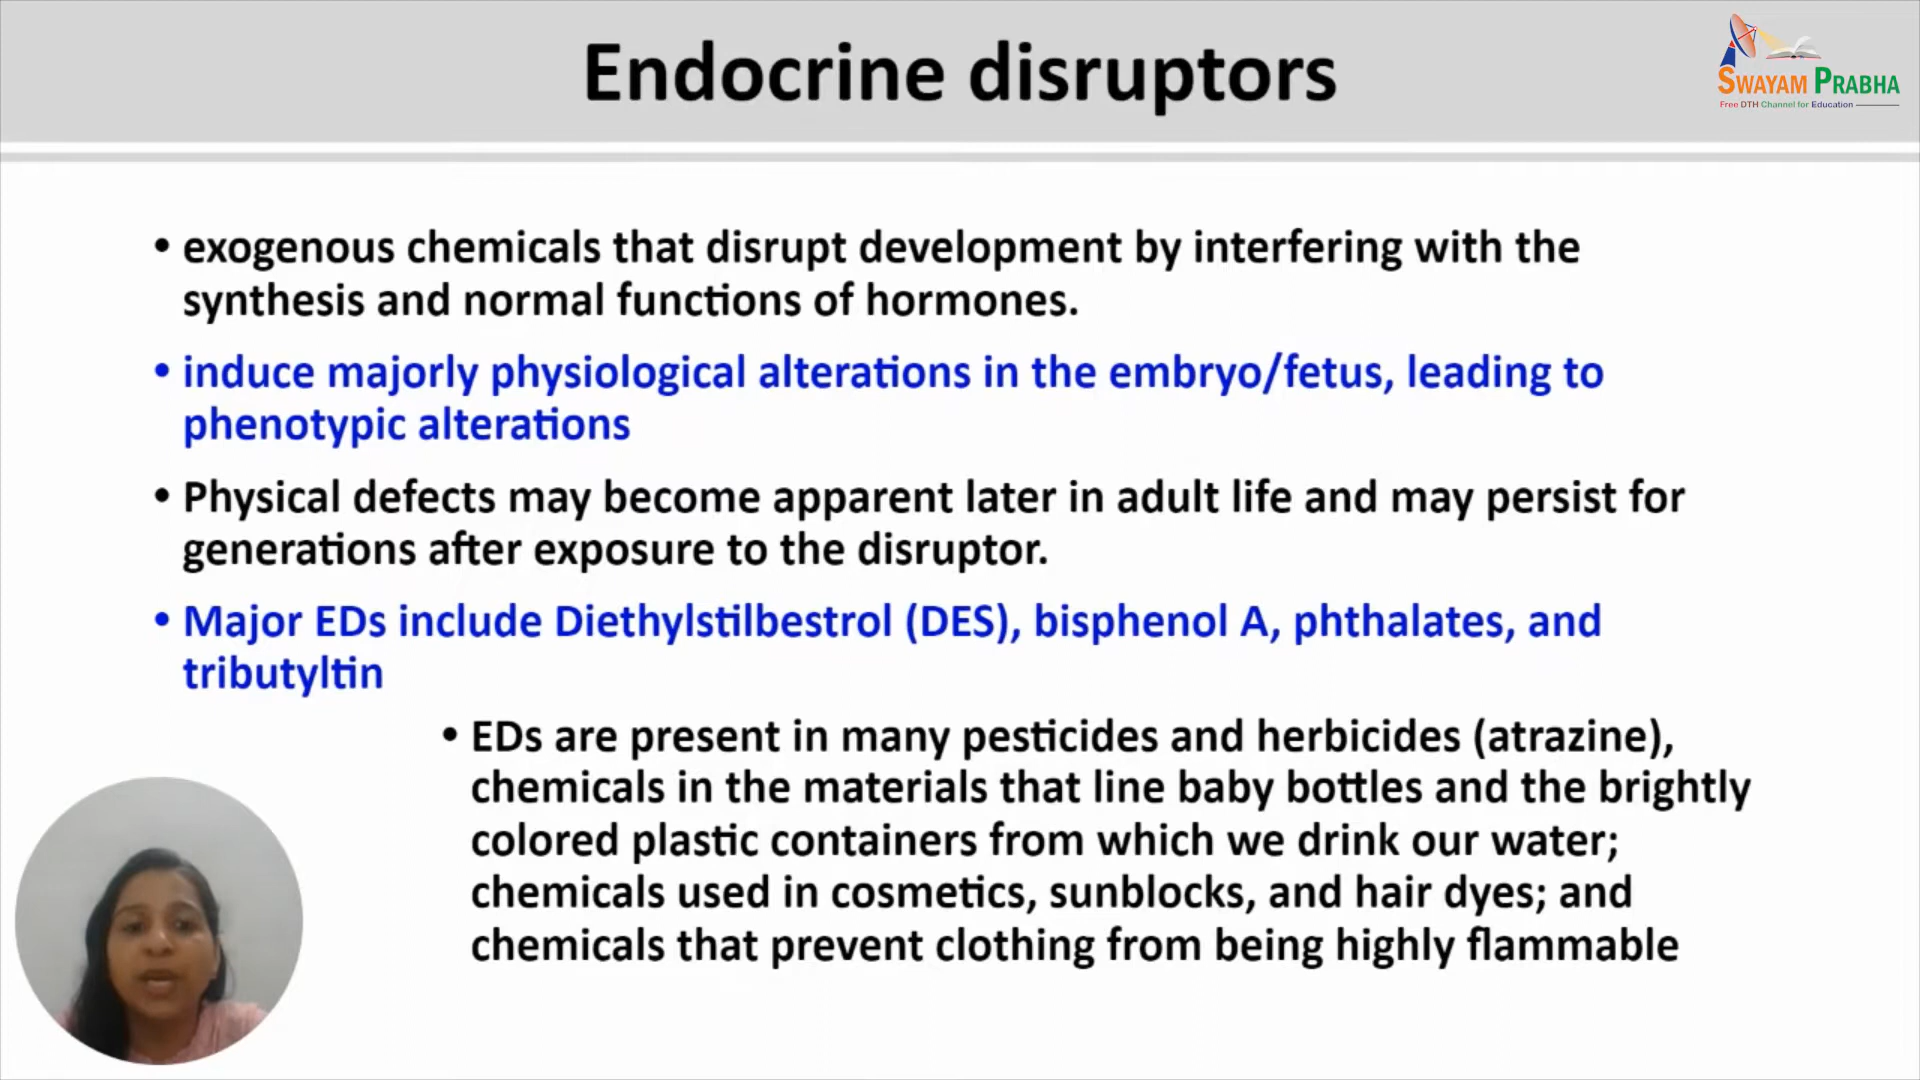 Endocrine disruptors
SWAYAM PRABHA
Free DTH Channel for Education
• exogenous chemicals that disrupt development by interfering with the
synthesis and normal functions of hormones.
• induce majorly physiological alterations in the embryo/fetus, leading to
phenotypic alterations
• Physical defects may become apparent later in adult life and may persist for
generations after exposure to the disruptor.
• Major EDs include Diethylstilbestrol (DES), bisphenol A, phthalates, and
tributyltin
• EDs are present in many pesticides and herbicides (atrazine),
chemicals in the materials that line baby bottles and the brightly
colored plastic containers from which we drink our water;
chemicals used in cosmetics, sunblocks, and hair dyes; and
chemicals that prevent clothing from being highly flammable